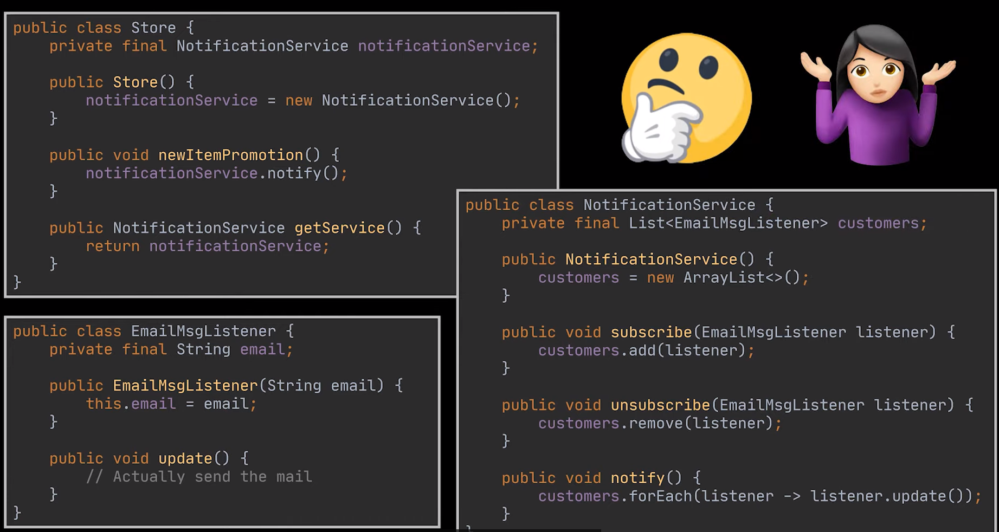 public class Store {
    private final NotificationService notificationService;

    public Store() {
        notificationService = new NotificationService();
    }

    public void newItemPromotion() {
        notificationService.notify();
    }

    public NotificationService getService() {
        return notificationService;
    }
}
public class EmailMsgListener {
    private final String email;

    public EmailMsgListener(String email) {
        this.email = email;
    }

    public void update() {
        // Actually send the mail
    }
}
public class NotificationService {
    private final List<EmailMsgListener> customers;

    public NotificationService() {
        customers = new ArrayList<>();
    }

    public void subscribe(EmailMsgListener listener) {
        customers.add(listener);
    }

    public void unsubscribe(EmailMsgListener listener) {
        customers.remove(listener);
    }

    public void notify() {
        customers.forEach(listener -> listener.update());
    }
}